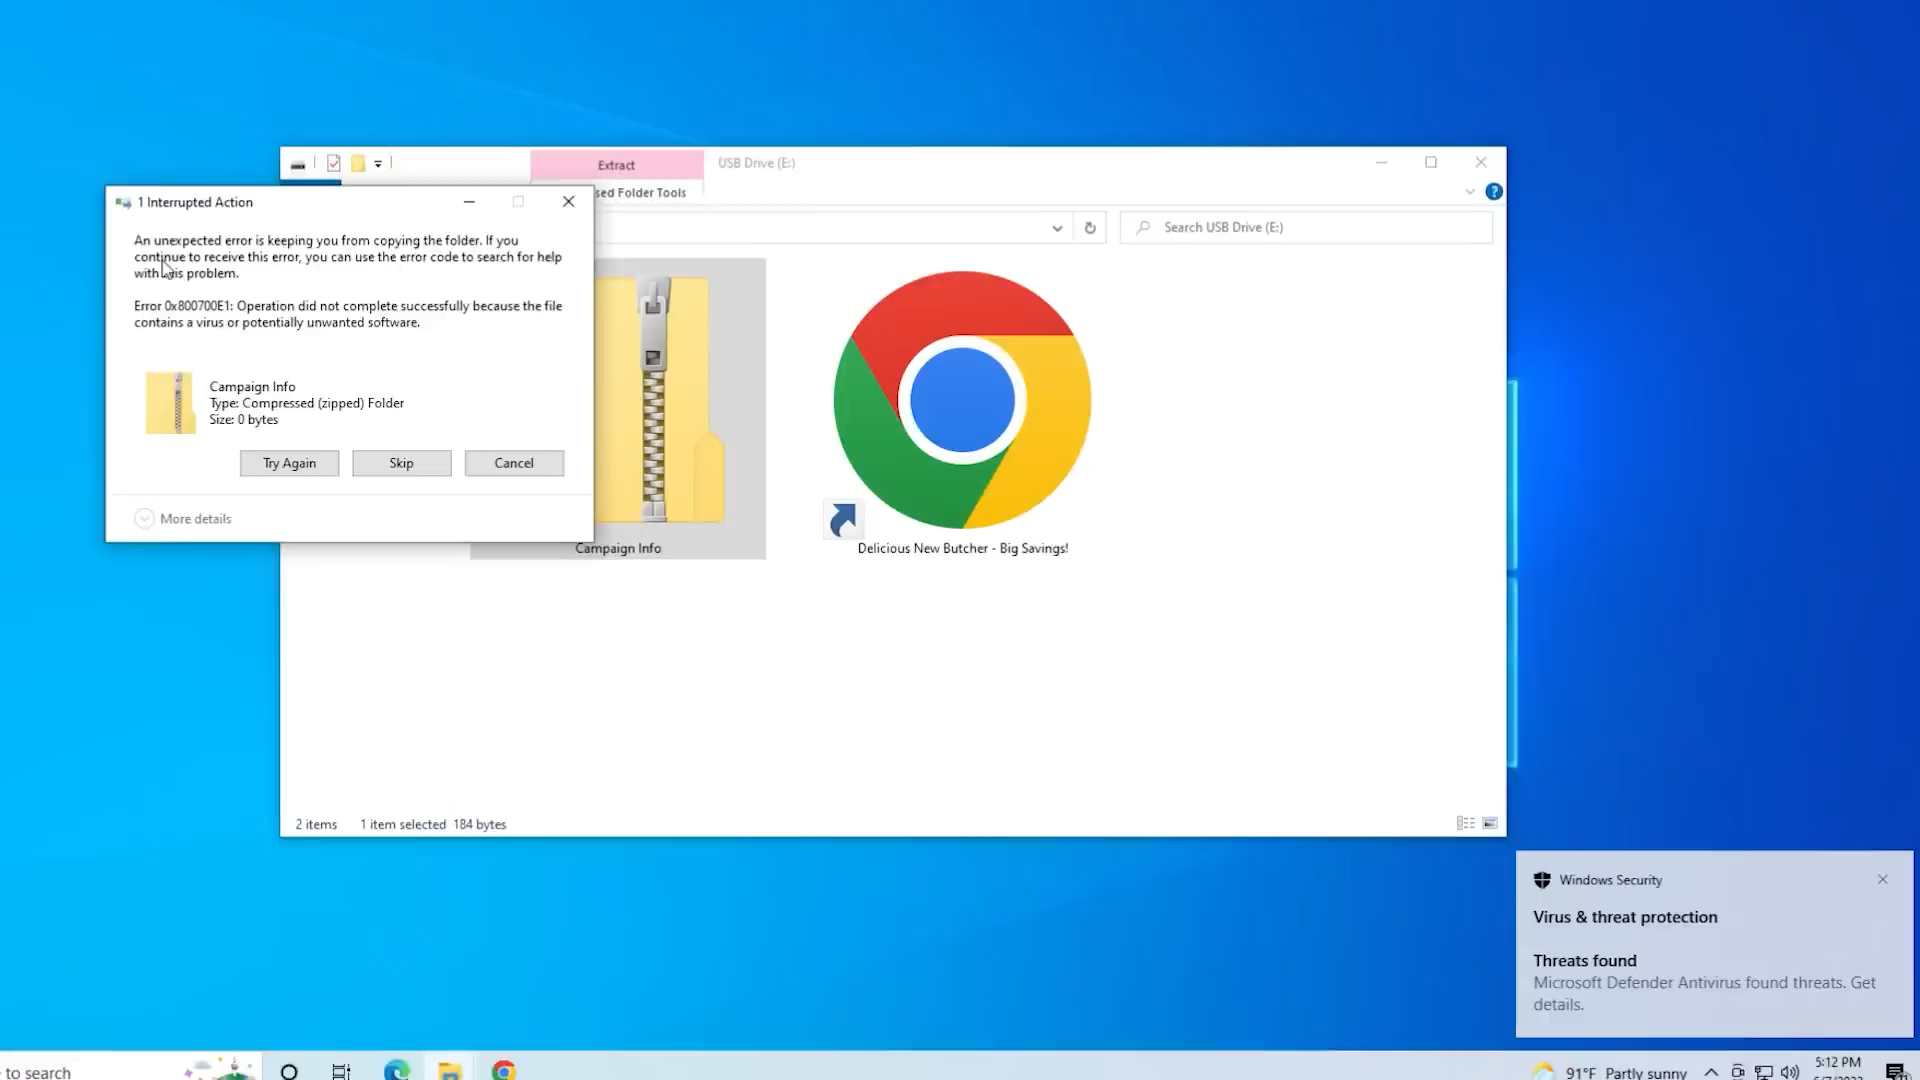 Extract
USB Drive (E:)
sed Folder Tools
Search USB Drive (E:)
1 Interrupted Action
An unexpected error is keeping you from copying the folder. If you
continue to receive this error, you can use the error code to search for help
with this problem.
Error 0x800700E1: Operation did not complete successfully because the file
contains a virus or potentially unwanted software.
Campaign Info
Type: Compressed (zipped) Folder
Size: 0 bytes
Try Again
Skip
Cancel
More details
Campaign Info
Delicious New Butcher - Big Savings!
2 items
1 item selected 184 bytes
Windows Security
Virus & threat protection
Threats found
Microsoft Defender Antivirus found threats. Get
details.
to search
91°F Partly sunny
5:12 PM